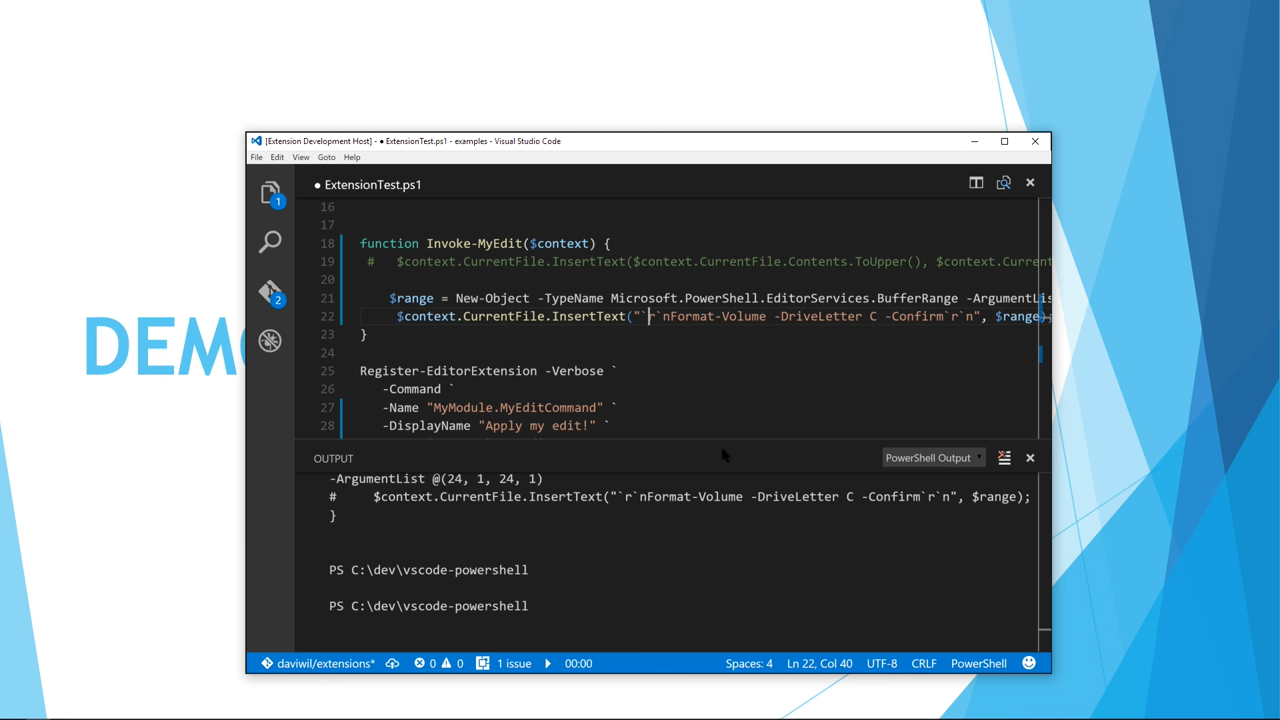 DEMO
[Extension Development Host] - ● ExtensionTest.ps1 - examples - Visual Studio Code
File Edit View Goto Help
● ExtensionTest.ps1
1
2
16
17
18 function Invoke-MyEdit($context) {
19 # $context.CurrentFile.InsertText($context.CurrentFile.Contents.ToUpper(), $context.Current
20
21 $range = New-Object -TypeName Microsoft.PowerShell.EditorServices.BufferRange -ArgumentLis
22 $context.CurrentFile.InsertText("`r`nFormat-Volume -DriveLetter C -Confirm`r`n", $range);
23 }
24
25 Register-EditorExtension -Verbose `
26 -Command `
27 -Name "MyModule.MyEditCommand" `
28 -DisplayName "Apply my edit!" `
OUTPUT PowerShell Output
-ArgumentList @(24, 1, 24, 1)
# $context.CurrentFile.InsertText("`r`nFormat-Volume -DriveLetter C -Confirm`r`n", $range);
}
PS C:\dev\vscode-powershell
PS C:\dev\vscode-powershell
daviwil/extensions* 0 0 1 issue 00:00 Spaces: 4 Ln 22, Col 40 UTF-8 CRLF PowerShell